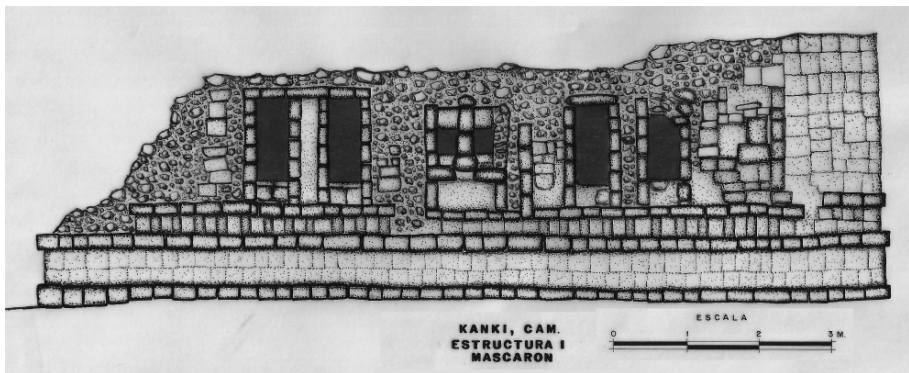 KANKI, CAM.
ESTRUCTURA I
MASCARON
ESCALA
0 1 2 3 M.